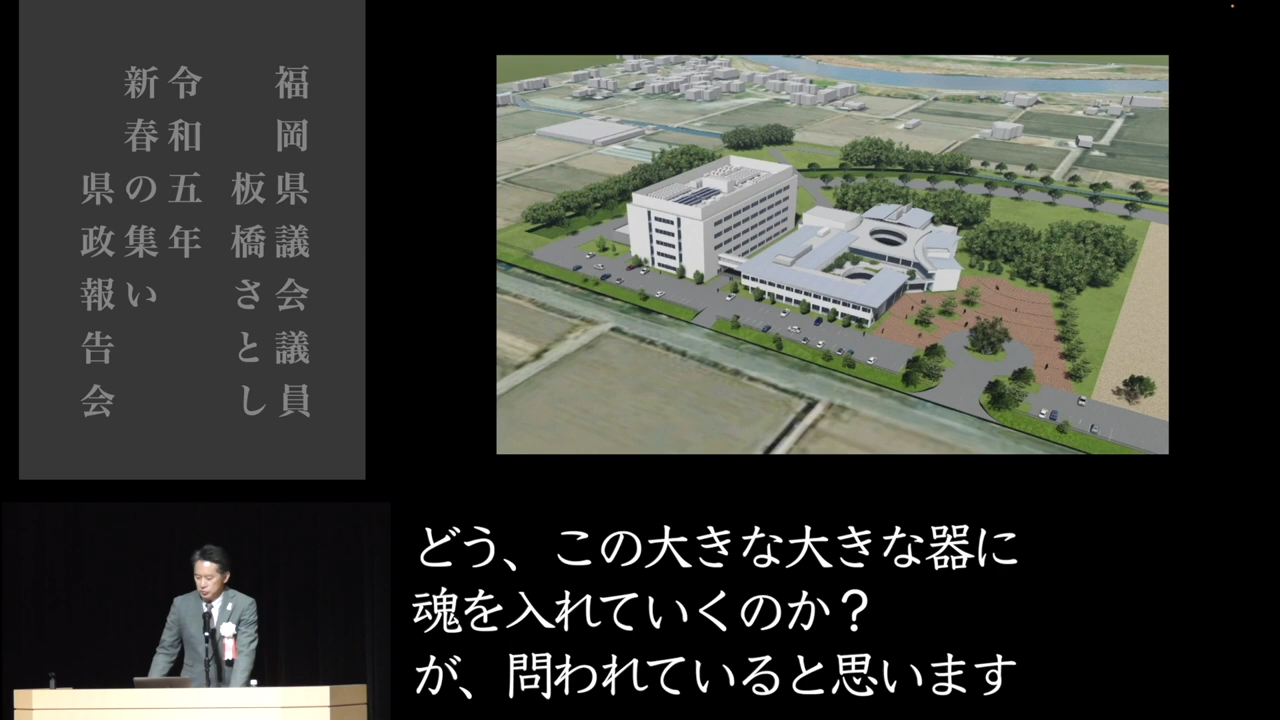 福岡県議会議員
板橋さとし
令和五年
新春の集い
県政報告会
どう、この大きな大きな器に
魂を入れていくのか？
が、問われていると思います